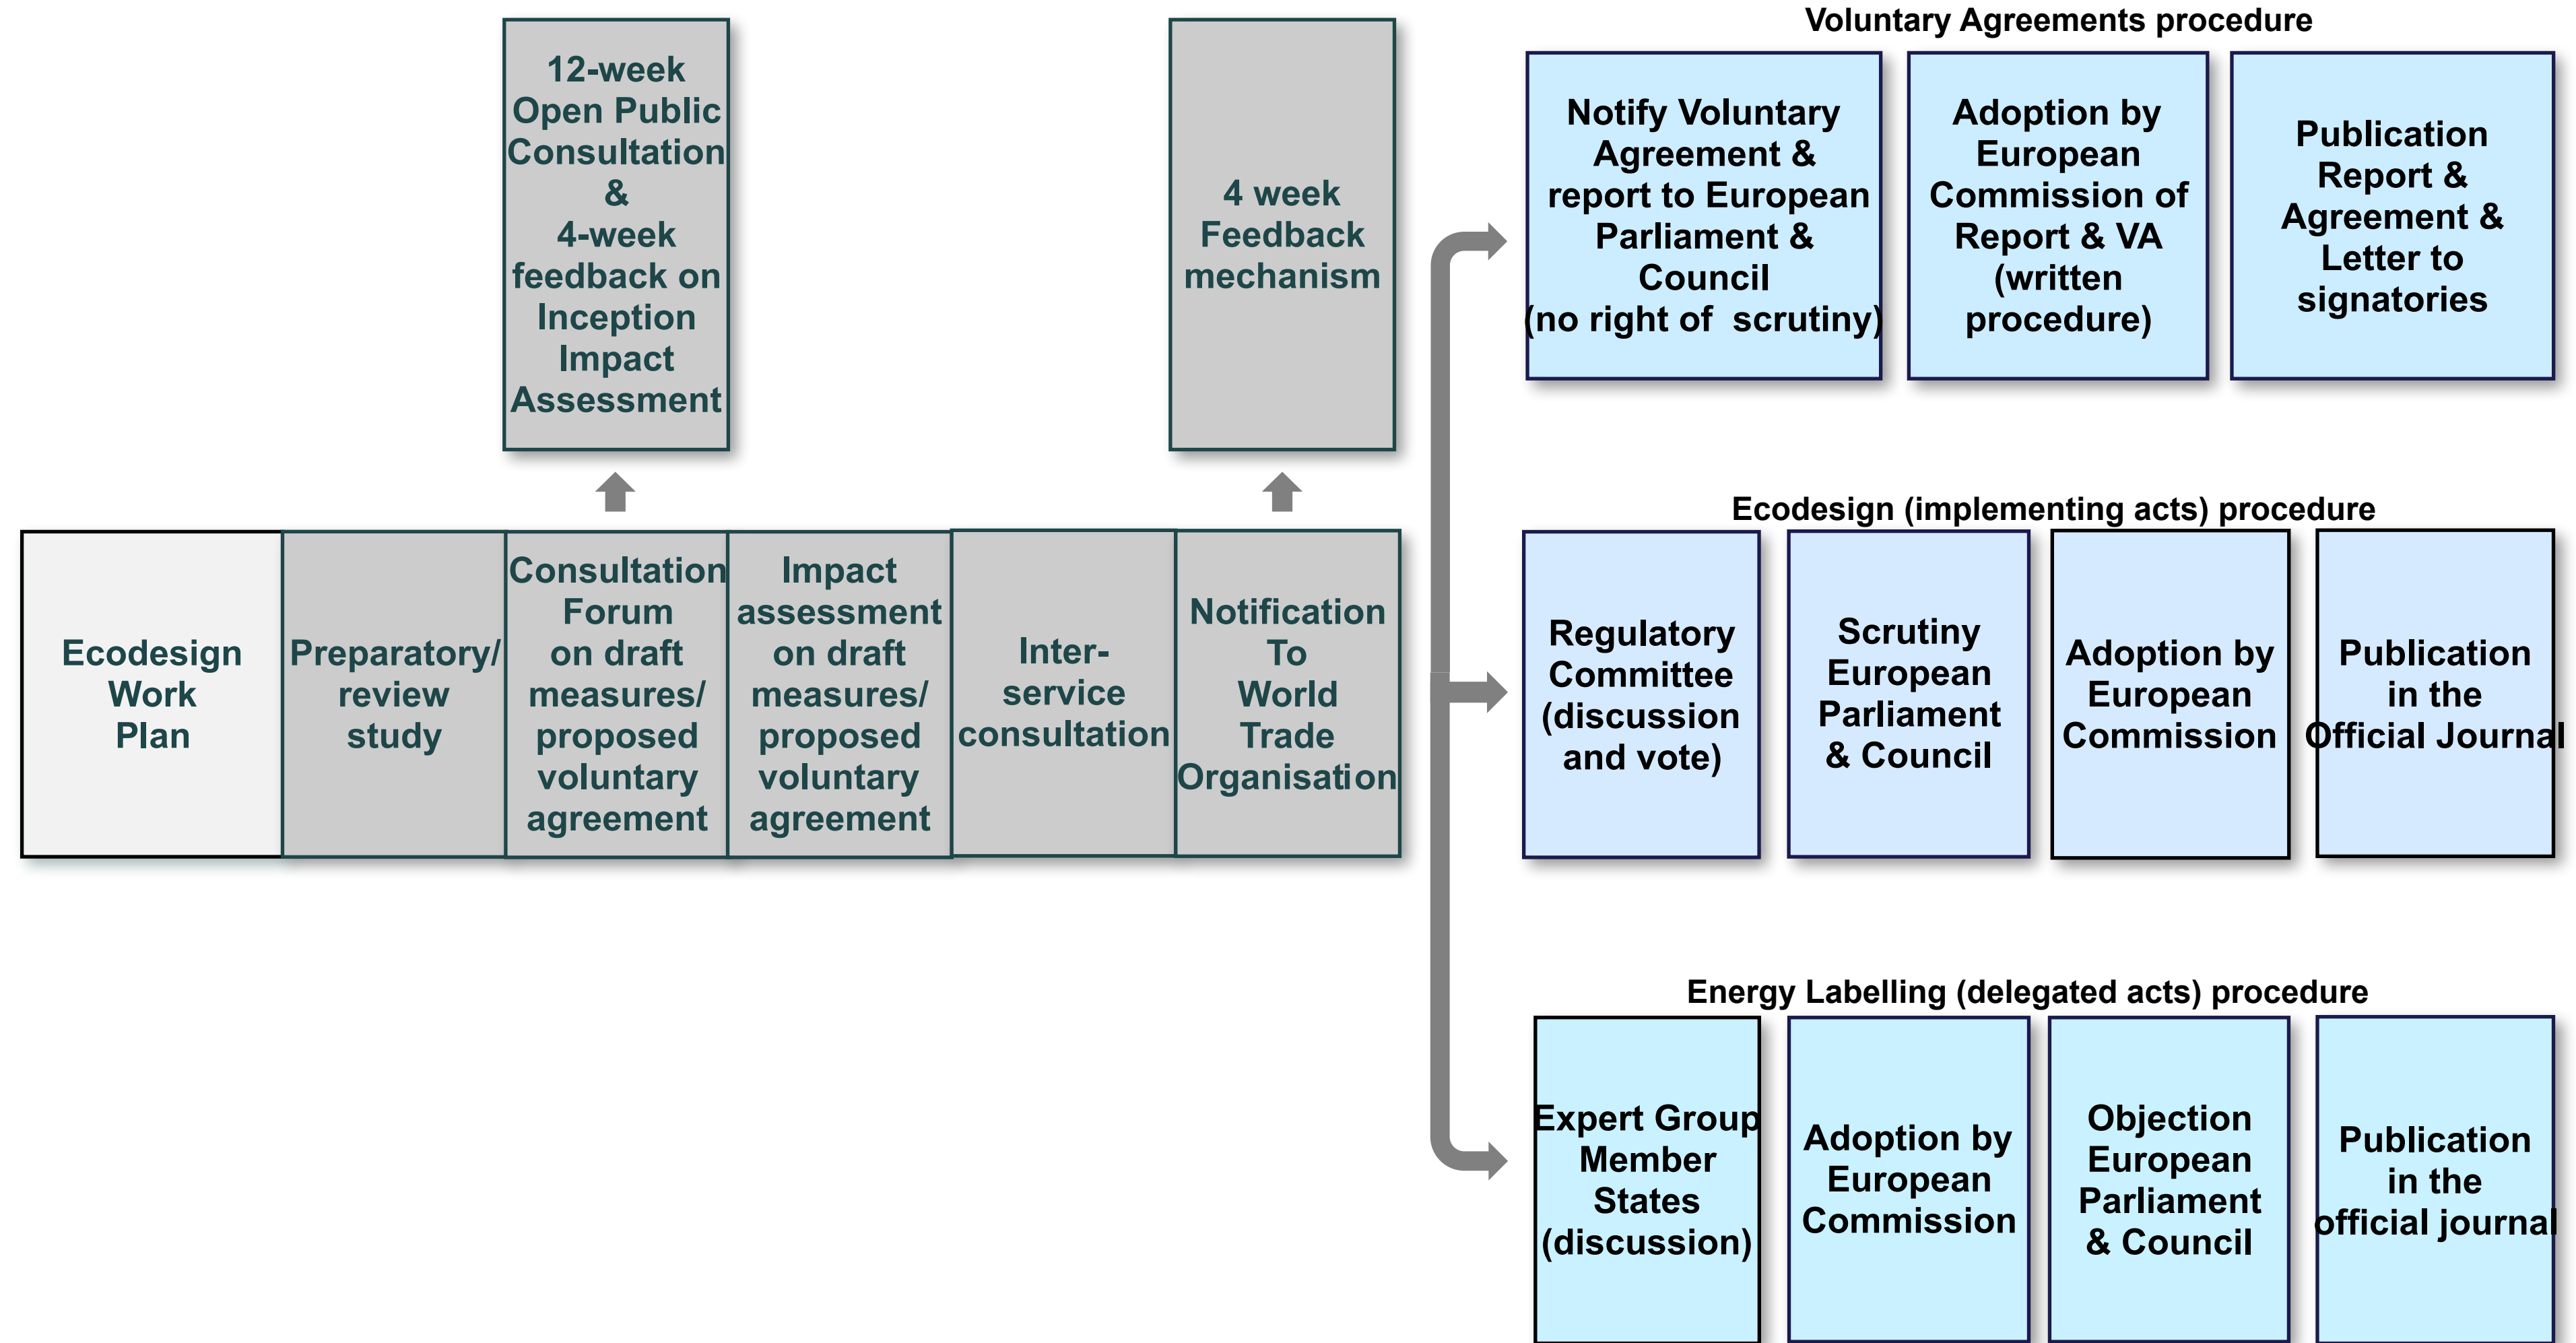 12-week
Open Public
Consultation
&
4-week
feedback on
Inception
Impact
Assessment
4 week
Feedback
mechanism
Ecodesign
Work
Plan
Preparatory/
review
study
Consultation
Forum
on draft
measures/
proposed
voluntary
agreement
Impact
assessment
on draft
measures/
proposed
voluntary
agreement
Inter-
service
consultation
Notification
To
World
Trade
Organisation
Voluntary Agreements procedure
Notify Voluntary
Agreement &
report to European
Parliament &
Council
(no right of scrutiny)
Adoption by
European
Commission of
Report & VA
(written
procedure)
Publication
Report &
Agreement &
Letter to
signatories
Ecodesign (implementing acts) procedure
Regulatory
Committee
(discussion
and vote)
Scrutiny
European
Parliament
& Council
Adoption by
European
Commission
Publication
in the
Official Journal
Energy Labelling (delegated acts) procedure
Expert Group
Member
States
(discussion)
Adoption by
European
Commission
Objection
European
Parliament
& Council
Publication
in the
official journal